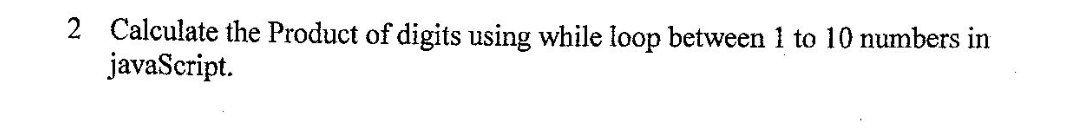 2 Calculate the Product of digits using while loop between 1 to 10 numbers in
javaScript.